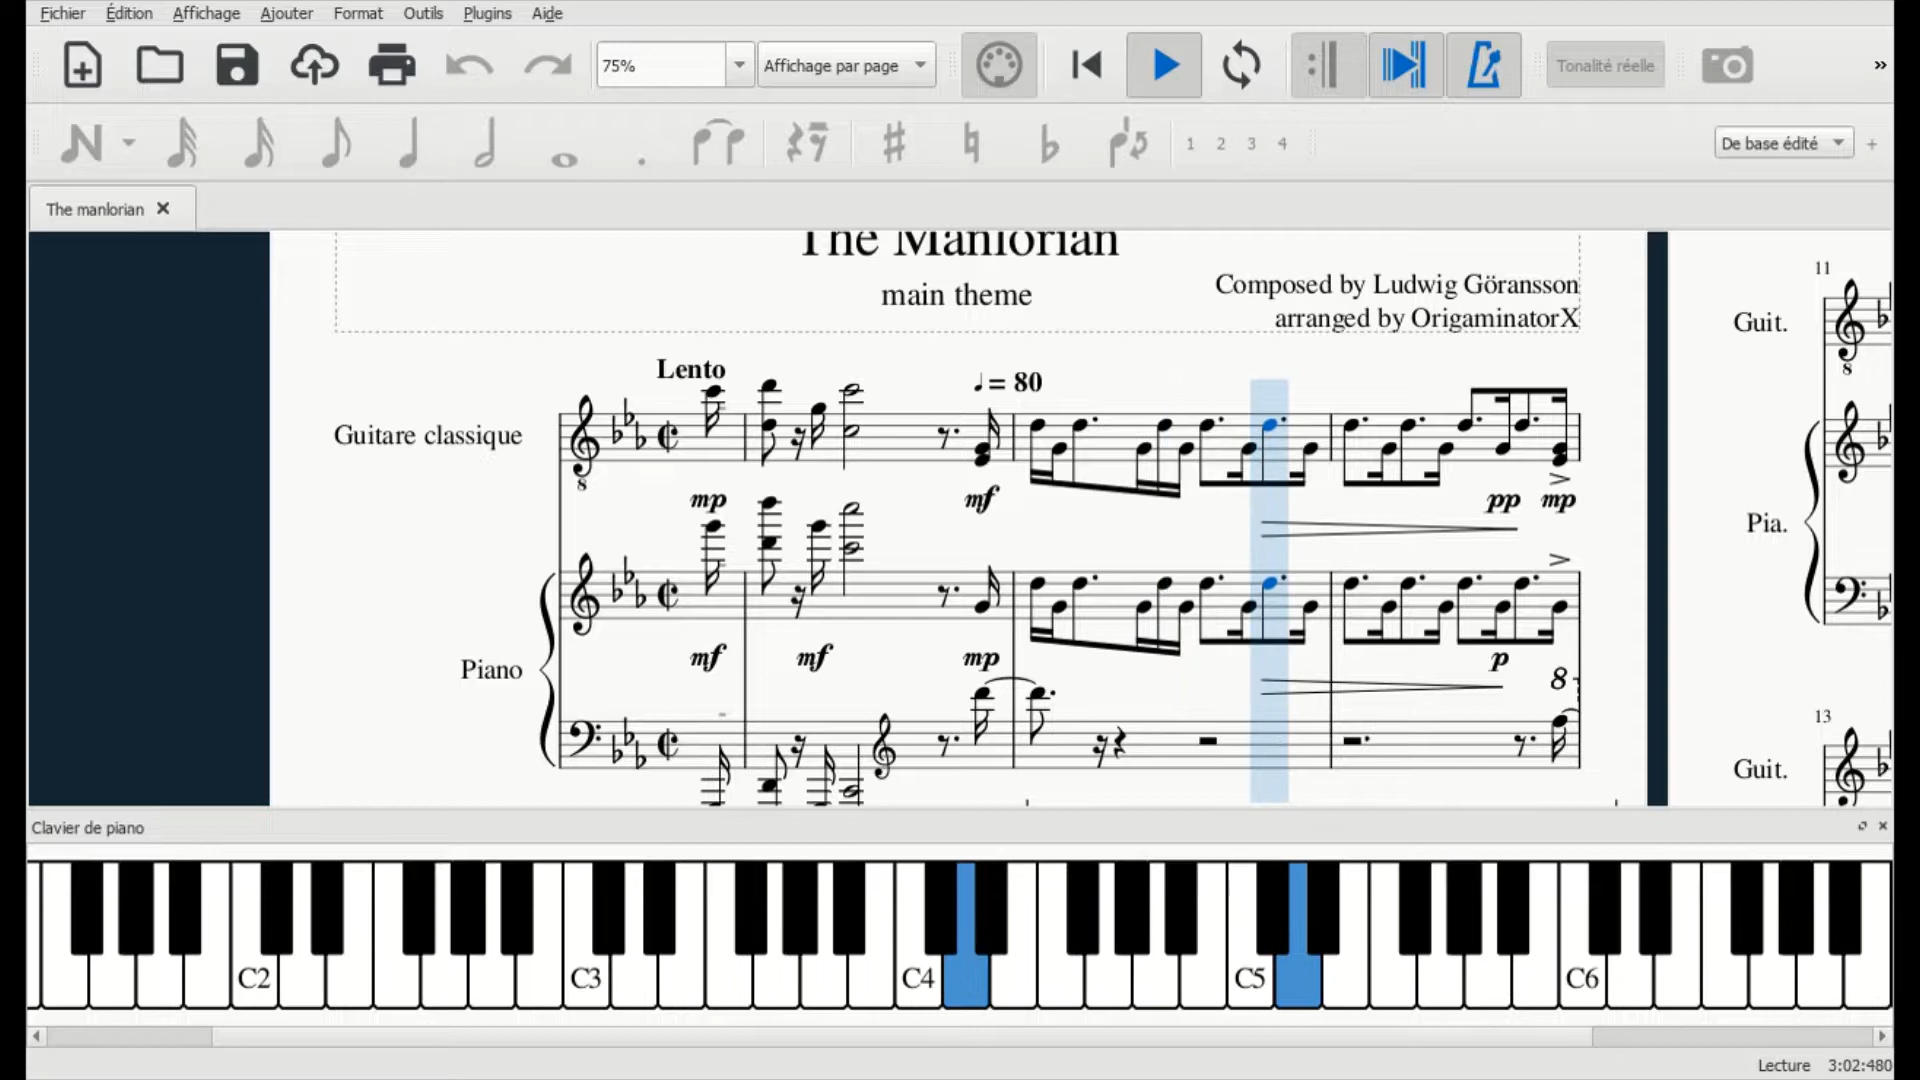 Fichier Édition Affichage Ajouter Format Outils Plugins Aide
75% Affichage par page Tonalité réelle »
1 2 3 4 De base édité +
The manlorian
The Manlorian
main theme
Composed by Ludwig Göransson
arranged by OrigaminatorX
Lento
♩= 80
Guitare classique
8
mp mf pp mp
Piano
mf mf mp p
8
11
Guit.
8
Pia.
13
Guit.
Clavier de piano
C2 C3 C4 C5 C6
Lecture 3:02:480